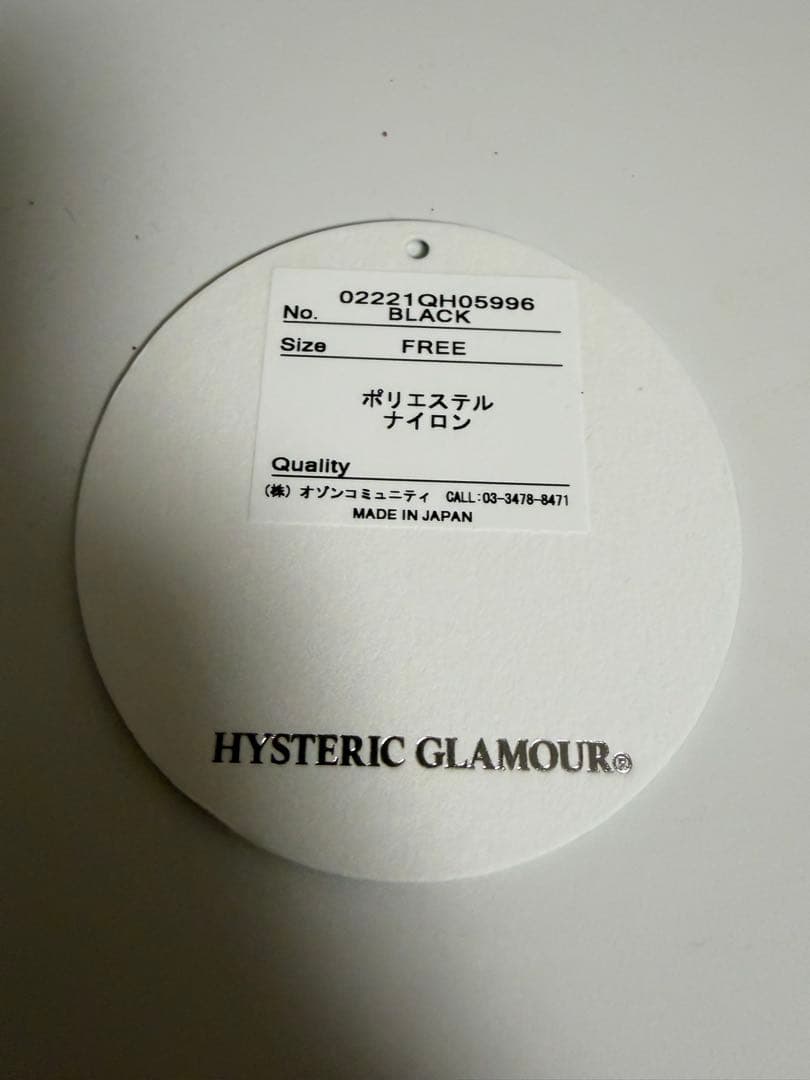 02221QH05996
No. BLACK
Size FREE
ポリエステル
ナイロン
Quality
(株) オゾンコミュニティ CALL:03-3478-8471
MADE IN JAPAN
HYSTERIC GLAMOUR®